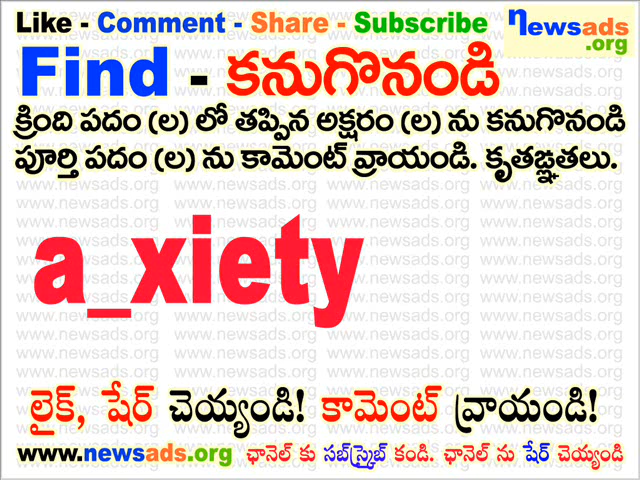 Like - Comment - Share - Subscribe
newsads
.org
Find - కనుగొనండి
క్రింది పదం (ల) లో తప్పిన అక్షరం (ల) ను కనుగొనండి
పూర్తి పదం (ల) ను కామెంట్ వ్రాయండి. కృతజ్ఞతలు.
a_xiety
లైక్, షేర్ చెయ్యండి! కామెంట్ వ్రాయండి!
www.newsads.org ఛానెల్ కు సబ్‌స్క్రైబ్ కండి. ఛానెల్ ను షేర్ చెయ్యండి